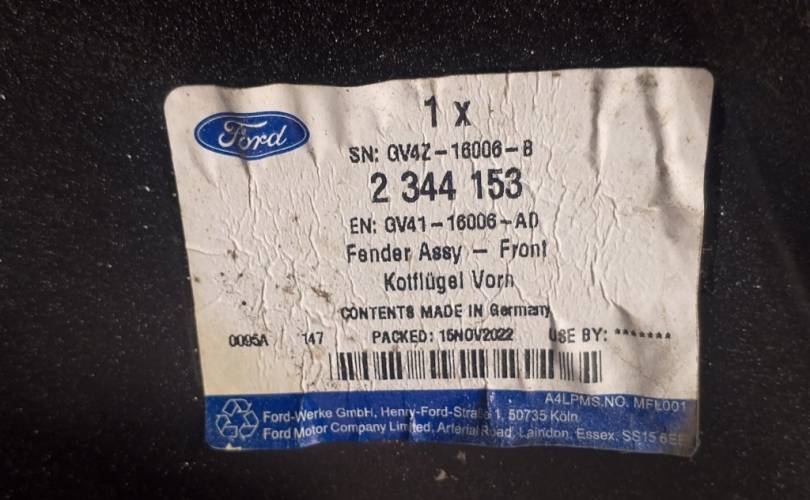 Ford
1 x
SN: GV4Z-16006-B
2 344 153
EN: GV41-16006-AD
Fender Assy - Front
Kotflügel Vorn
CONTENTS MADE IN Germany
0095A 147 PACKED: 15NOV2022 USE BY: *******
A4LPMS.NO. MFL001
Ford-Werke GmbH, Henry-Ford-Straße 1, 50735 Köln
Ford Motor Company Limited, Arterial Road, Laindon, Essex, SS15 6EE